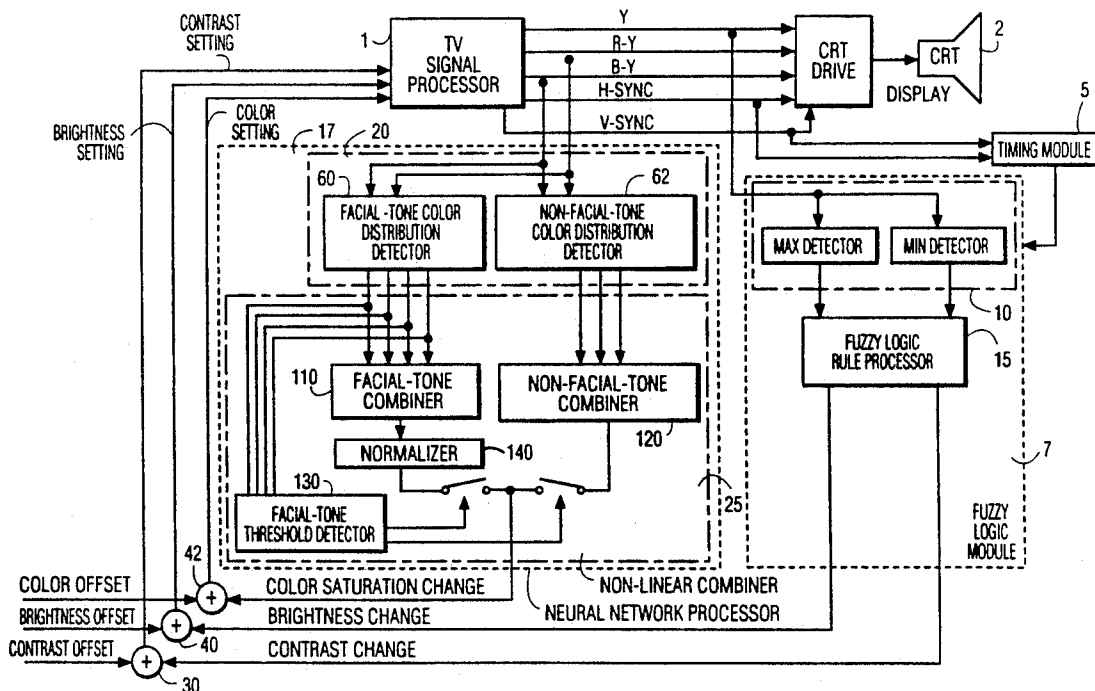 CONTRAST
SETTING
BRIGHTNESS
SETTING
COLOR
SETTING
1
TV
SIGNAL
PROCESSOR
Y
R-Y
B-Y
H-SYNC
V-SYNC
CRT
DRIVE
CRT
2
DISPLAY
5
TIMING MODULE
17
20
60
FACIAL-TONE COLOR
DISTRIBUTION
DETECTOR
62
NON-FACIAL-TONE
COLOR DISTRIBUTION
DETECTOR
MAX DETECTOR
MIN DETECTOR
10
FUZZY LOGIC
RULE PROCESSOR
15
110
FACIAL-TONE
COMBINER
NON-FACIAL-TONE
COMBINER
120
NORMALIZER
140
130
FACIAL-TONE
THRESHOLD DETECTOR
25
7
FUZZY
LOGIC
MODULE
NON-LINEAR COMBINER
NEURAL NETWORK PROCESSOR
COLOR OFFSET
42
+
COLOR SATURATION CHANGE
BRIGHTNESS OFFSET
+
40
BRIGHTNESS CHANGE
CONTRAST OFFSET
+
30
CONTRAST CHANGE